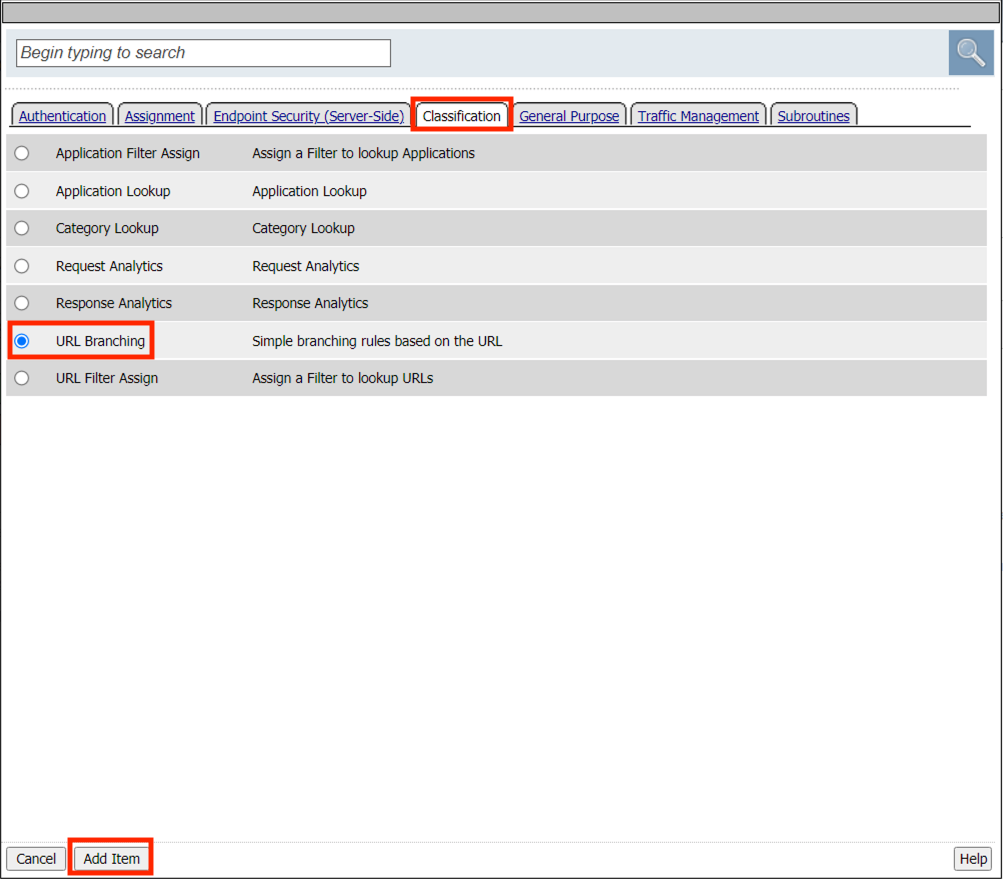 Begin typing to search
Authentication Assignment Endpoint Security (Server-Side) Classification General Purpose Traffic Management Subroutines
Application Filter Assign Assign a Filter to lookup Applications
Application Lookup Application Lookup
Category Lookup Category Lookup
Request Analytics Request Analytics
Response Analytics Response Analytics
URL Branching Simple branching rules based on the URL
URL Filter Assign Assign a Filter to lookup URLs
Cancel Add Item Help